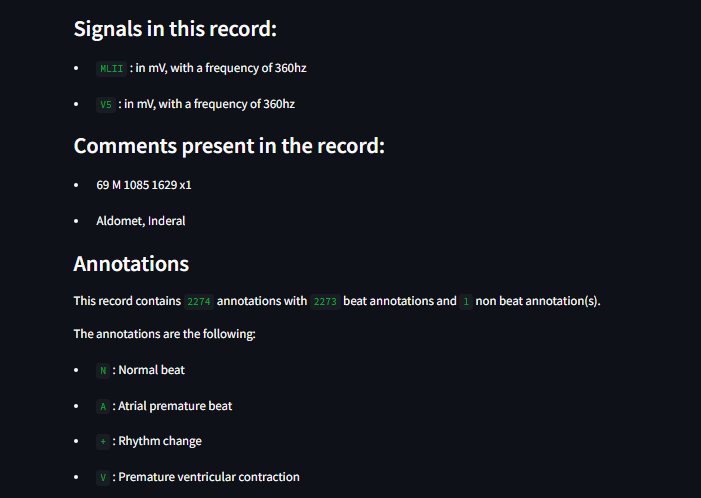 Signals in this record:
• MLII : in mV, with a frequency of 360hz
• V5 : in mV, with a frequency of 360hz
Comments present in the record:
• 69 M 1085 1629 x1
• Aldomet, Inderal
Annotations
This record contains 2274 annotations with 2273 beat annotations and 1 non beat annotation(s).
The annotations are the following:
• N : Normal beat
• A : Atrial premature beat
• + : Rhythm change
• V : Premature ventricular contraction